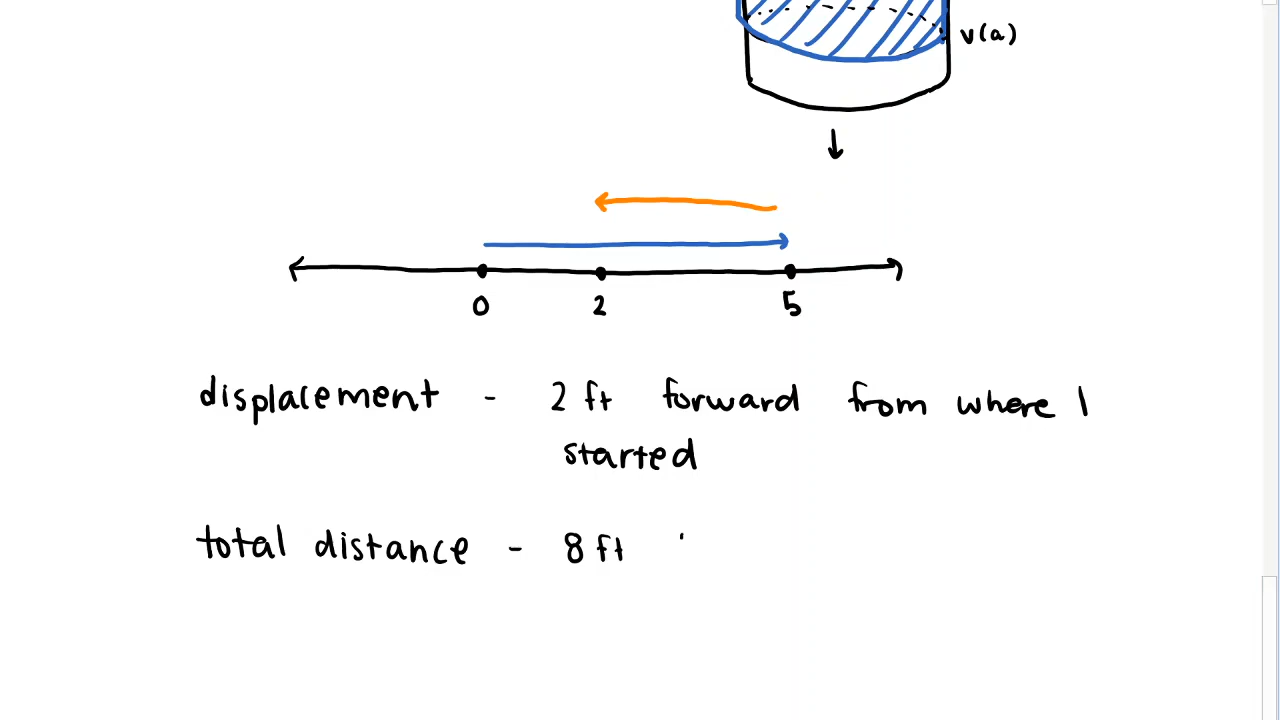 v(a)
0 2 5
displacement - 2 ft forward from where I
started
total distance - 8 ft